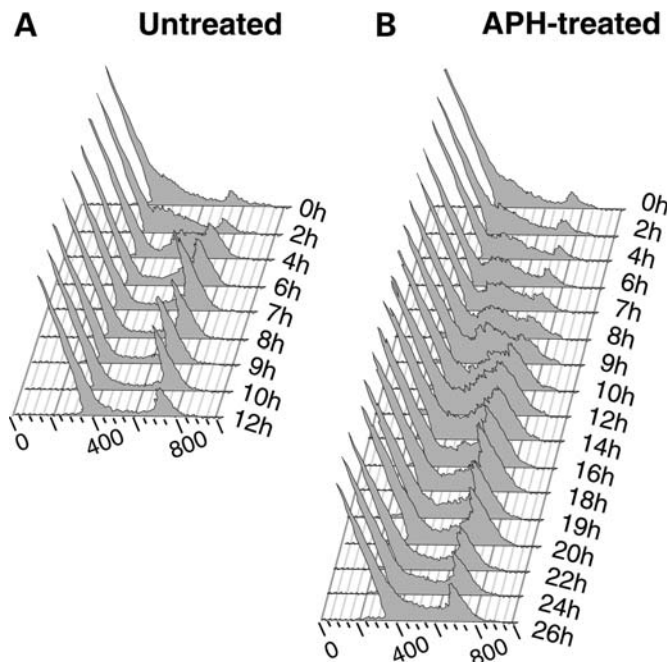 A Untreated
0h
2h
4h
6h
7h
8h
9h
10h
12h
0 400 800
B APH-treated
0h
2h
4h
6h
7h
8h
9h
10h
12h
14h
16h
18h
19h
20h
22h
24h
26h
0 400 800